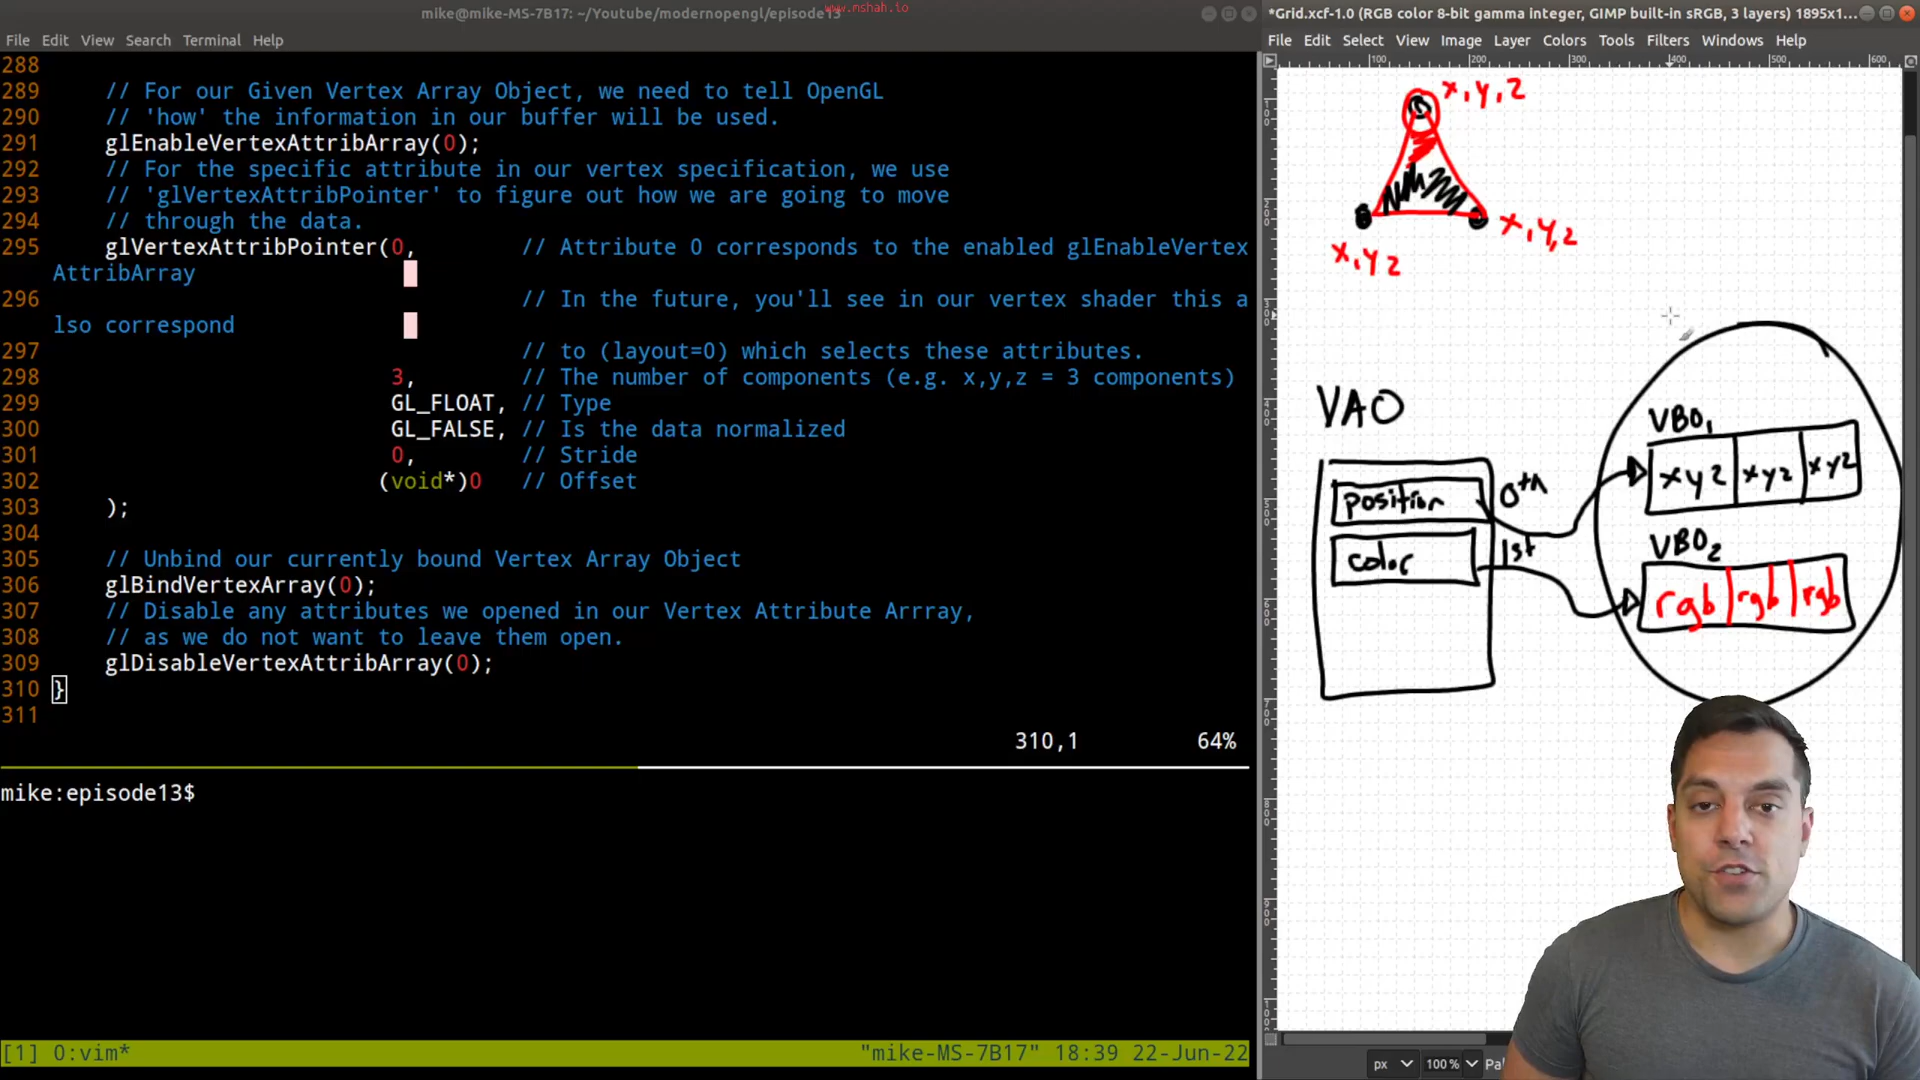 www.mshah.io
mike@mike-MS-7B17: ~/Youtube/modernopengl/episode13
File Edit View Search Terminal Help
288
289 // For our Given Vertex Array Object, we need to tell OpenGL
290 // 'how' the information in our buffer will be used.
291 glEnableVertexAttribArray(0);
292 // For the specific attribute in our vertex specification, we use
293 // 'glVertexAttribPointer' to figure out how we are going to move
294 // through the data.
295 glVertexAttribPointer(0, // Attribute 0 corresponds to the enabled glEnableVertex
AttribArray
296 // In the future, you'll see in our vertex shader this a
lso correspond
297 // to (layout=0) which selects these attributes.
298 3, // The number of components (e.g. x,y,z = 3 components)
299 GL_FLOAT, // Type
300 GL_FALSE, // Is the data normalized
301 0, // Stride
302 (void*)0 // Offset
303 );
304
305 // Unbind our currently bound Vertex Array Object
306 glBindVertexArray(0);
307 // Disable any attributes we opened in our Vertex Attribute Arrray,
308 // as we do not want to leave them open.
309 glDisableVertexAttribArray(0);
310 }
311
310,1 64%
mike:episode13$
[1] 0:vim* "mike-MS-7B17" 18:39 22-Jun-22
*Grid.xcf-1.0 (RGB color 8-bit gamma integer, GIMP built-in sRGB, 3 layers) 1895x1...
File Edit Select View Image Layer Colors Tools Filters Windows Help
100 200 300 400 500 600
x,y,z
x,y,z
x,y z
VAO
position 0th
color 1st
VBO1
xyz xyz xyz
VBO2
rgb rgb rgb
px 100% Pa